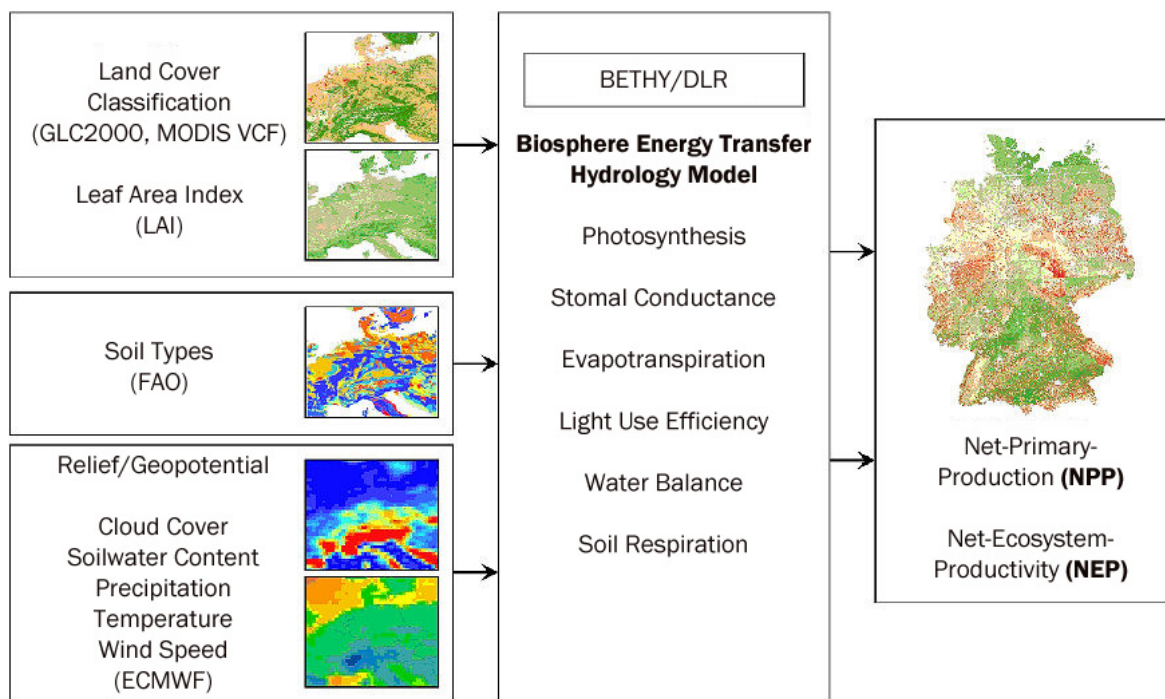 Land Cover
Classification
(GLC2000, MODIS VCF)
Leaf Area Index
(LAI)
Soil Types
(FAO)
Relief/Geopotential
Cloud Cover
Soilwater Content
Precipitation
Temperature
Wind Speed
(ECMWF)
BETHY/DLR
Biosphere Energy Transfer
Hydrology Model
Photosynthesis
Stomal Conductance
Evapotranspiration
Light Use Efficiency
Water Balance
Soil Respiration
Net-Primary-
Production (NPP)
Net-Ecosystem-
Productivity (NEP)